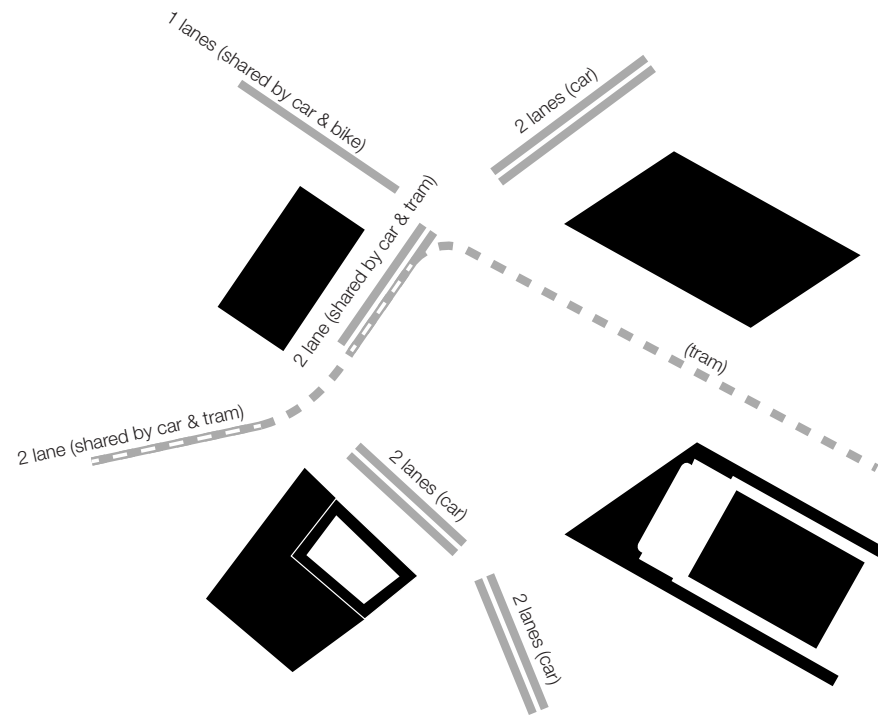 1 lanes (shared by car & bike)
2 lanes (car)
2 lane (shared by car & tram)
(tram)
2 lane (shared by car & tram)
2 lanes (car)
2 lanes (car)